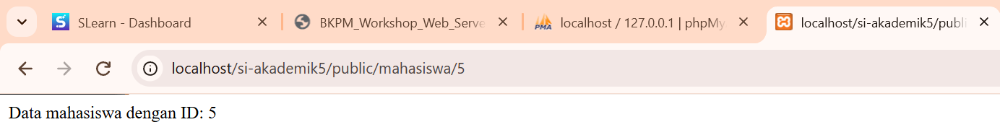 SLearn - Dashboard
BKPM_Workshop_Web_Serve
localhost / 127.0.0.1 | phpMy
localhost/si-akademik5/publi
localhost/si-akademik5/public/mahasiswa/5
Data mahasiswa dengan ID: 5